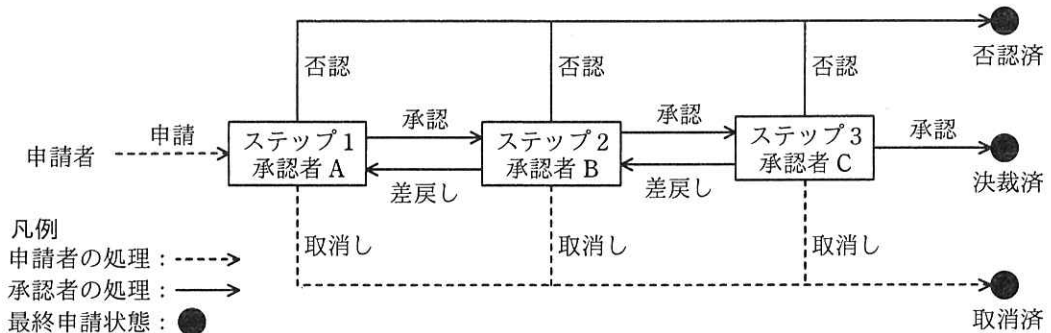 否認済
否認
否認
否認
申請者
申請
ステップ1
承認者A
承認
差戻し
ステップ2
承認者B
承認
差戻し
ステップ3
承認者C
承認
決裁済
取消し
取消し
取消し
取消済
凡例
申請者の処理：
承認者の処理：
最終申請状態：